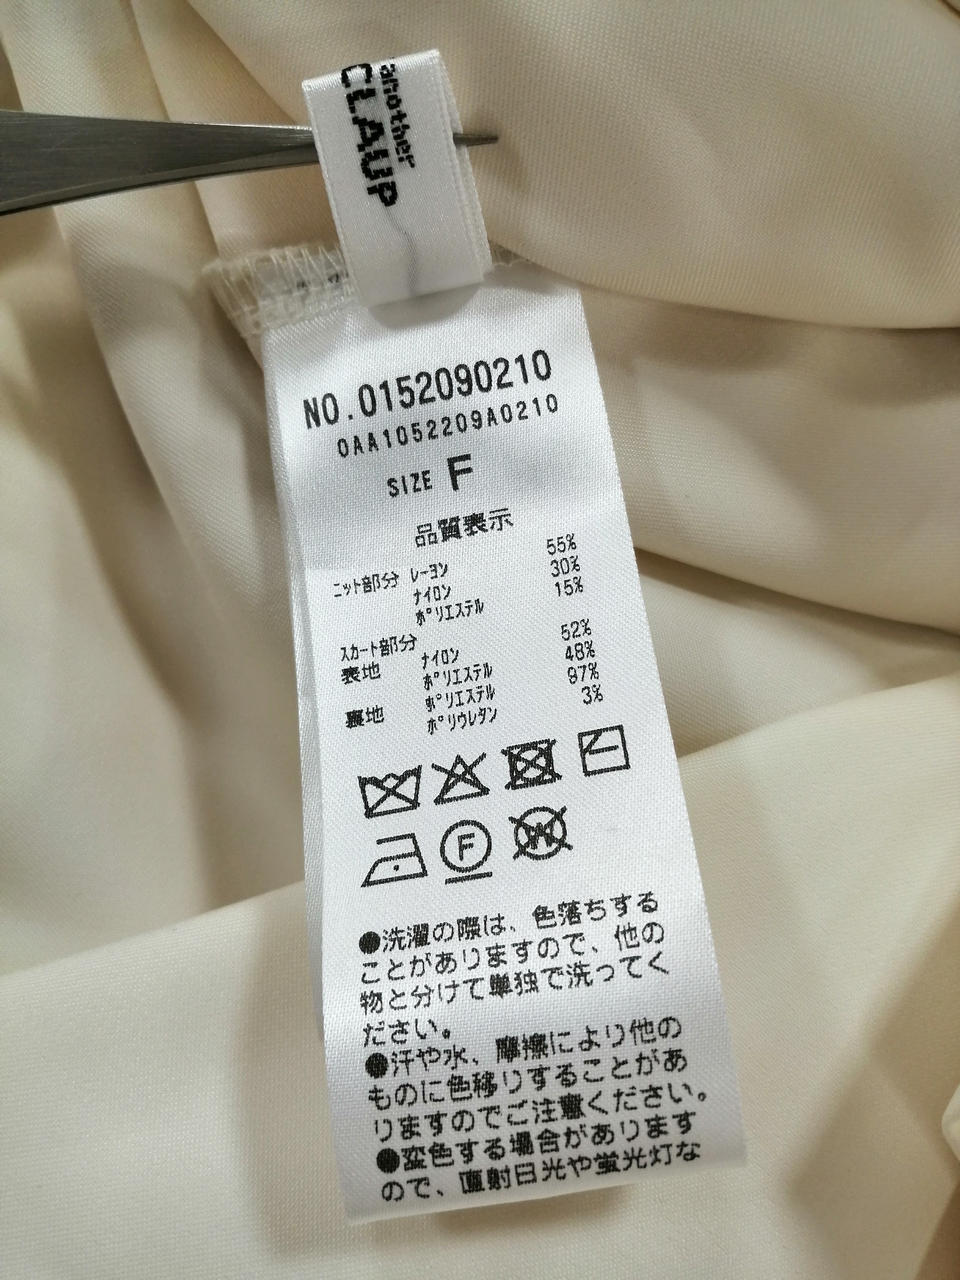 another
CLAUP
NO.0152090210
0AA1052209A0210
SIZE F
品質表示
ニット部分 レーヨン 55%
ナイロン 30%
ポリエステル 15%
スカート部分
表地 ナイロン 52%
ポリエステル 48%
裏地 ポリエステル 97%
ポリウレタン 3%
F
W
●洗濯の際は、色落ちする
ことがありますので、他の
物と分けて単独で洗ってく
ださい。
●汗や水、摩擦により他の
ものに色移りすることがあ
りますのでご注意ください。
●変色する場合があります
ので、直射日光や蛍光灯な